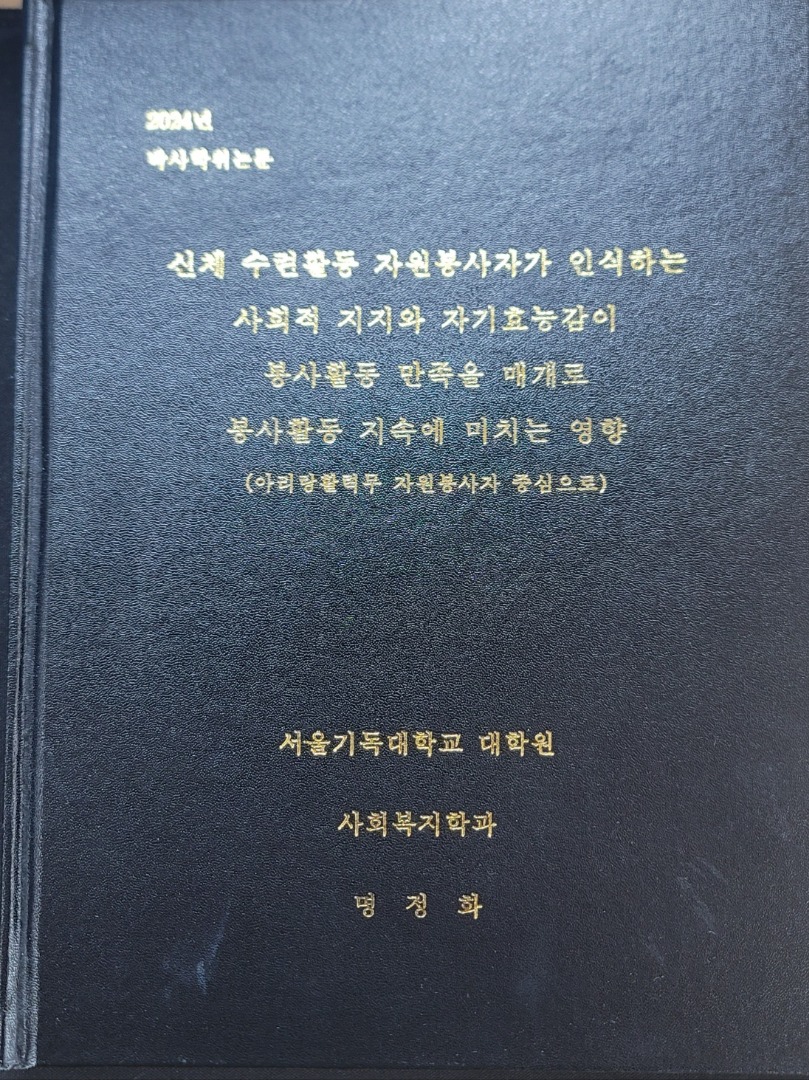 2024년
박사학위논문
신체 수련활동 자원봉사자가 인식하는
사회적 지지와 자기효능감이
봉사활동 만족을 매개로
봉사활동 지속에 미치는 영향
(아리랑활력무 자원봉사자 중심으로)
서울기독대학교 대학원
사회복지학과
명 정 화